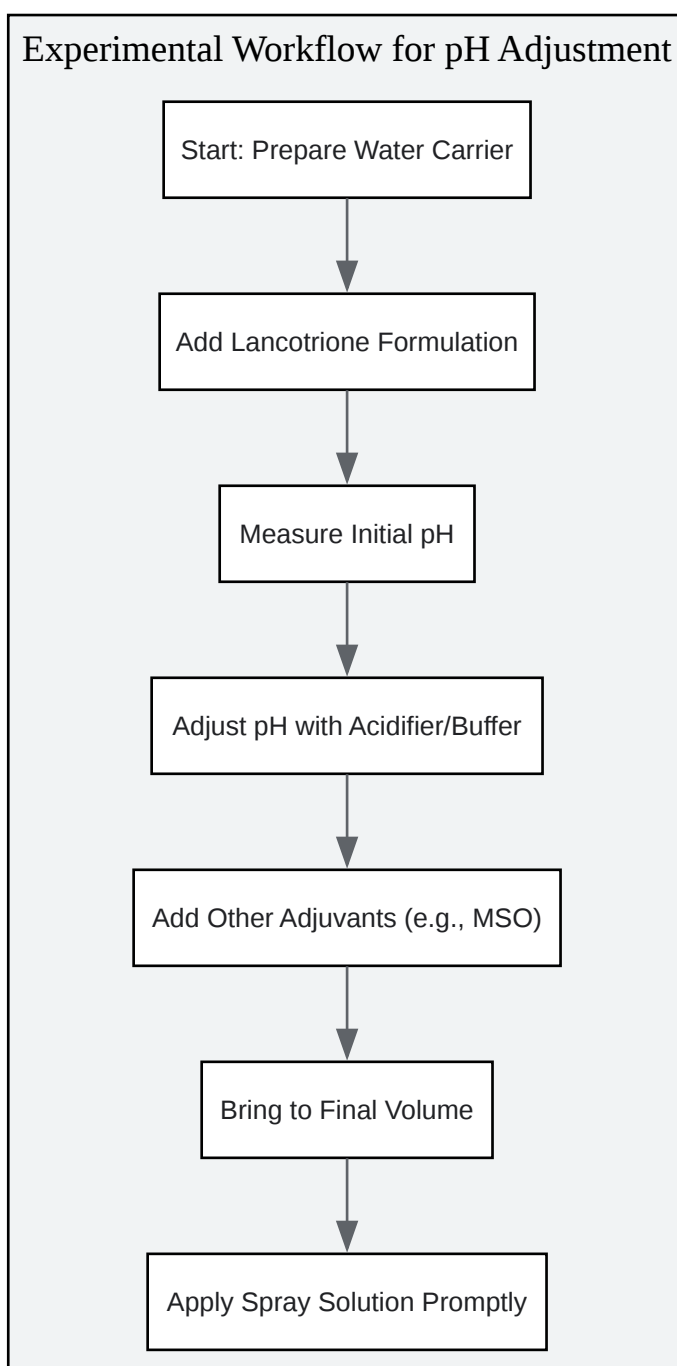 Experimental Workflow for pH Adjustment
Start: Prepare Water Carrier
Add Lancotrione Formulation
Measure Initial pH
Adjust pH with Acidifier/Buffer
Add Other Adjuvants (e.g., MSO)
Bring to Final Volume
Apply Spray Solution Promptly